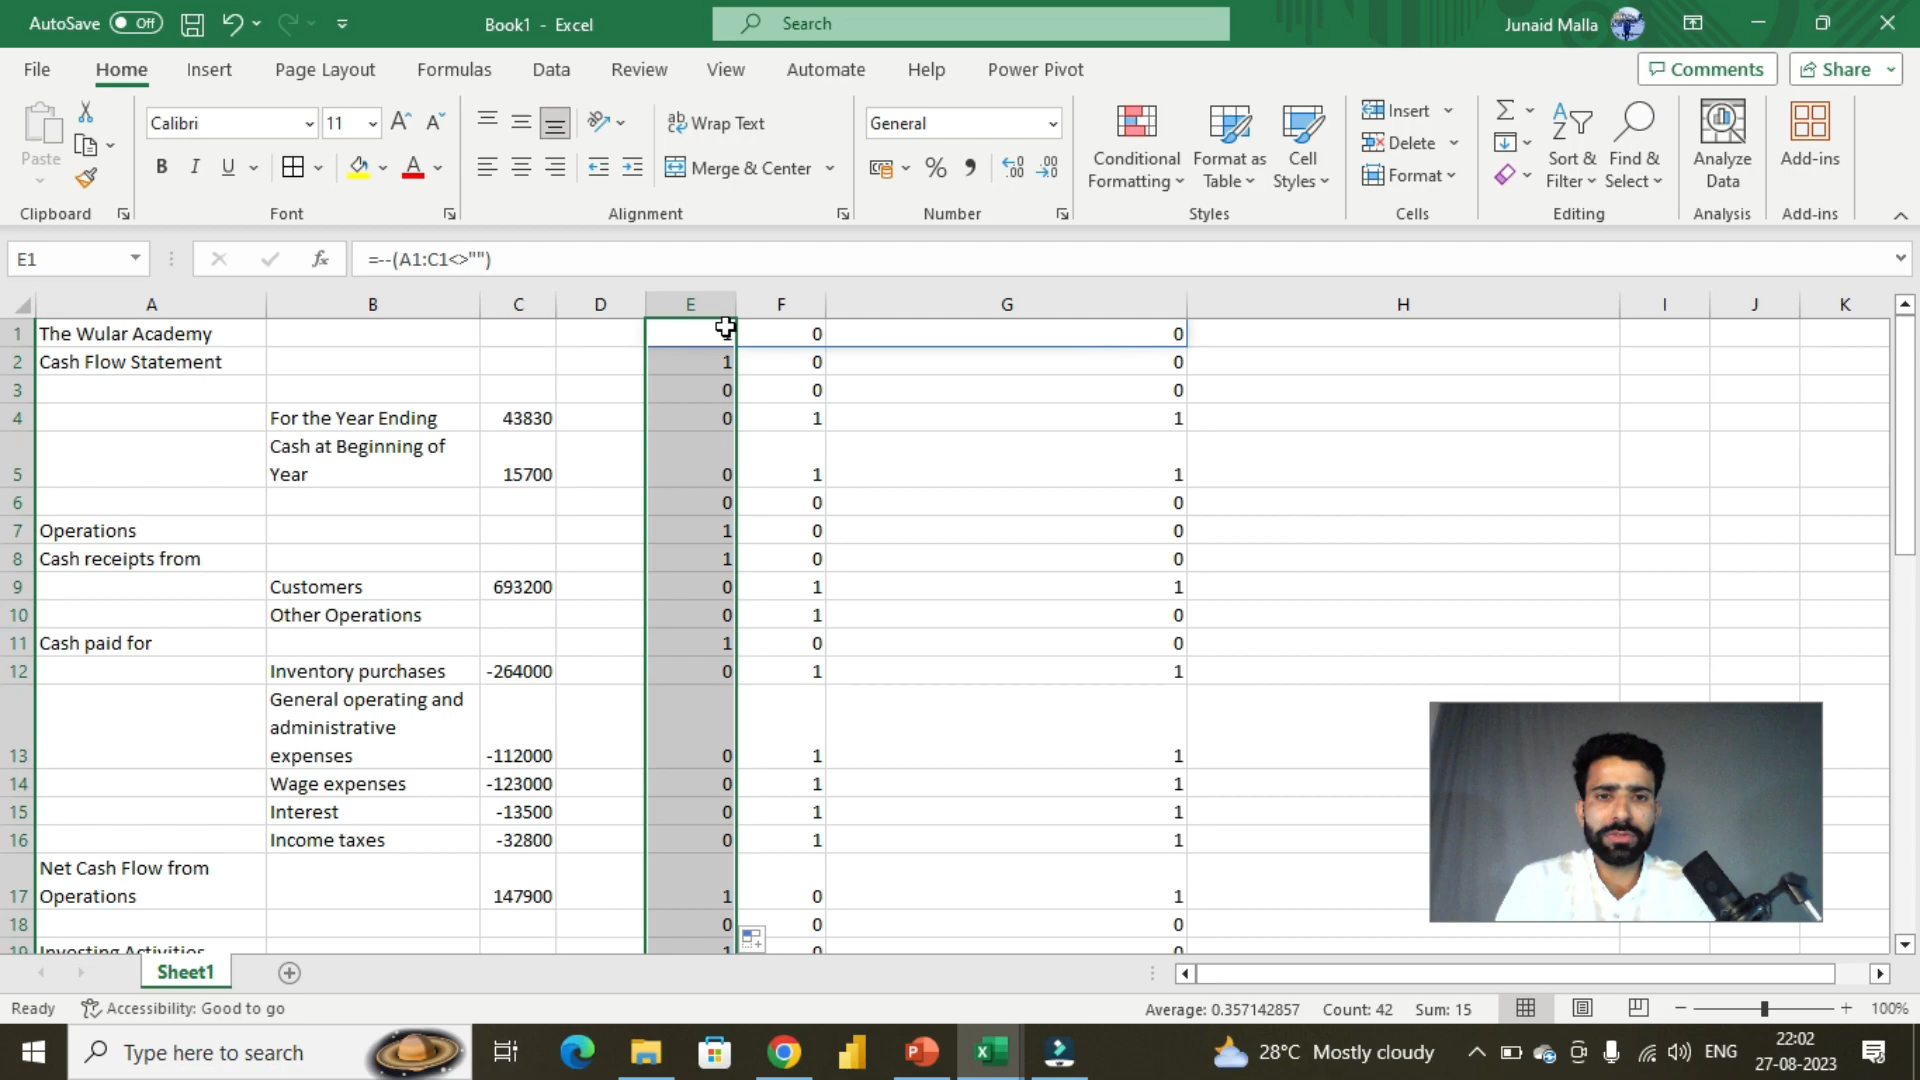 AutoSave Off Book1 - Excel Search Junaid Malla
File Home Insert Page Layout Formulas Data Review View Automate Help Power Pivot Comments Share
Paste Calibri 11 Wrap Text General Conditional Formatting Format as Table Cell Styles Insert Sort & Filter Find & Select Analyze Data Add-ins
B I U A Merge & Center % Delete
Format
Clipboard Font Alignment Number Styles Cells Editing Analysis Add-ins
E1 fx =--(A1:C1<>"")
A B C D E F G H I J K
1 The Wular Academy 0 0
2 Cash Flow Statement 1 0 0
3 0 0 0
4 For the Year Ending 43830 0 1 1
Cash at Beginning of
5 Year 15700 0 1 1
6 0 0 0
7 Operations 1 0 0
8 Cash receipts from 1 0 0
9 Customers 693200 0 1 1
10 Other Operations 0 1 0
11 Cash paid for 1 0 0
12 Inventory purchases -264000 0 1 1
General operating and
administrative
13 expenses -112000 0 1 1
14 Wage expenses -123000 0 1 1
15 Interest -13500 0 1 1
16 Income taxes -32800 0 1 1
Net Cash Flow from
17 Operations 147900 1 0 1
18 0 0 0
19 Investing Activities 1 0 0
Sheet1
Ready Accessibility: Good to go Average: 0.357142857 Count: 42 Sum: 15 100%
Type here to search 28°C Mostly cloudy ENG 22:02
27-08-2023